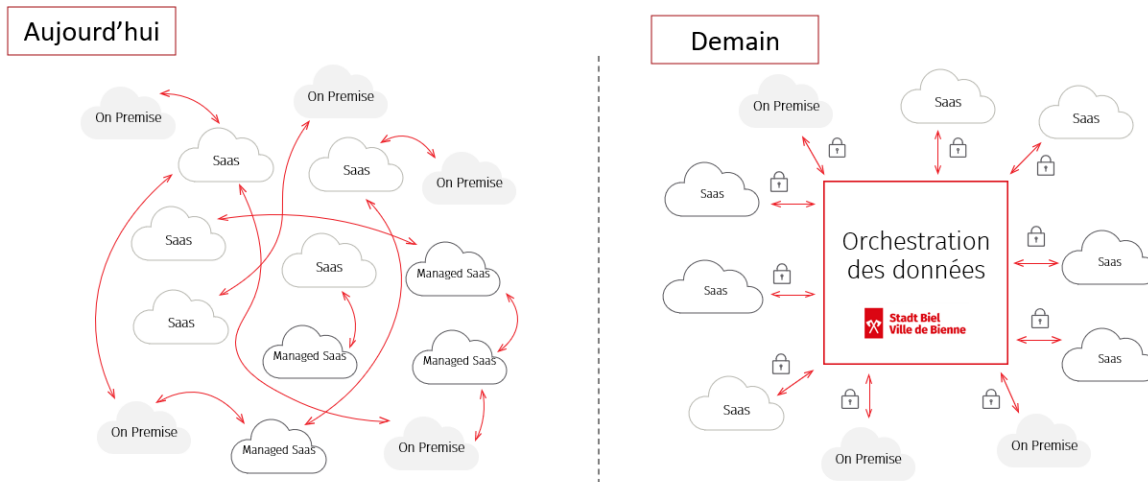 Aujourd’hui
On Premise
On Premise
Saas
Saas
On Premise
Saas
Saas
Managed Saas
Saas
Managed Saas
Managed Saas
On Premise
Managed Saas
On Premise
Demain
On Premise
Saas
Saas
Saas
Saas
Orchestration
des données
Stadt Biel
Ville de Bienne
Saas
Saas
Saas
On Premise
On Premise